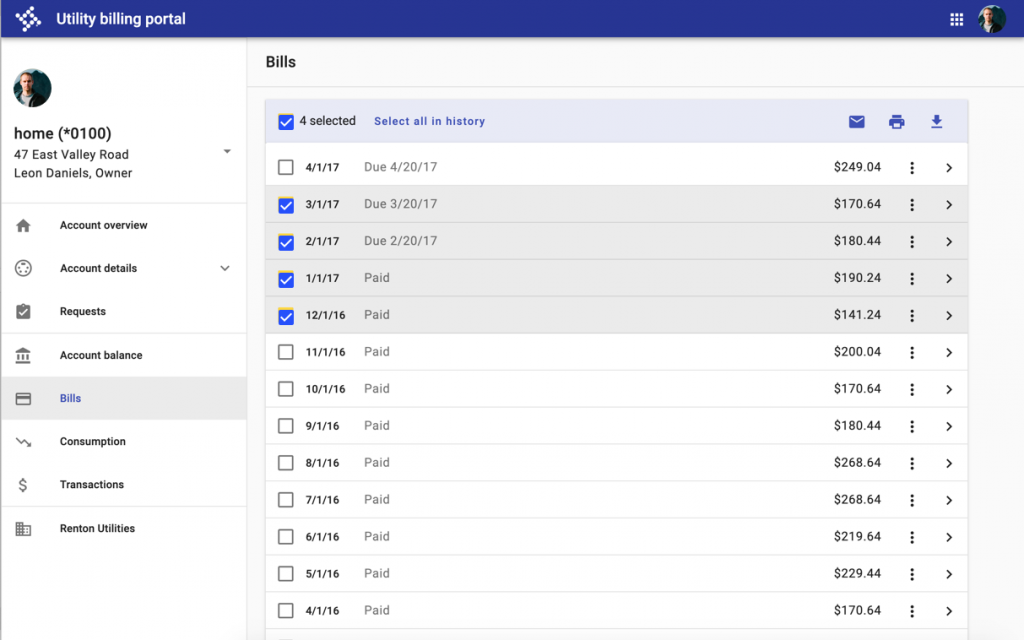 Utility billing portal
home (*0100)
47 East Valley Road
Leon Daniels, Owner
Account overview
Account details
Requests
Account balance
Bills
Consumption
Transactions
Renton Utilities
Bills
4 selected Select all in history
4/1/17 Due 4/20/17 $249.04
3/1/17 Due 3/20/17 $170.64
2/1/17 Due 2/20/17 $180.44
1/1/17 Paid $190.24
12/1/16 Paid $141.24
11/1/16 Paid $200.04
10/1/16 Paid $170.64
9/1/16 Paid $180.44
8/1/16 Paid $268.64
7/1/16 Paid $268.64
6/1/16 Paid $219.64
5/1/16 Paid $229.44
4/1/16 Paid $170.64